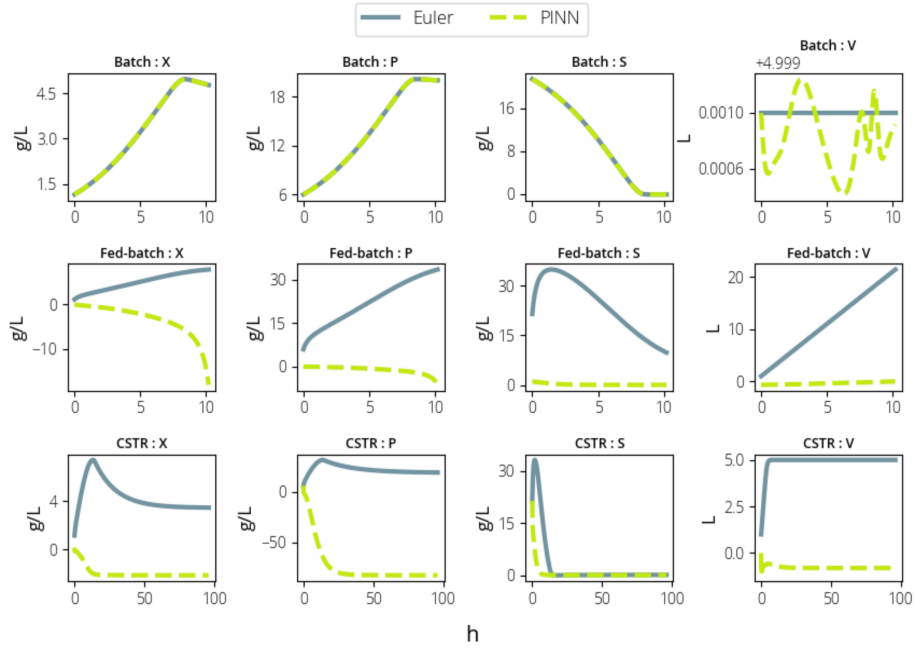 Euler PINN
Batch : X
Batch : P
Batch : S
Batch : V
+4.999
g/L
4.5
3.0
1.5
0 5 10
g/L
18
12
6
0 5 10
g/L
16
8
0
0 5 10
L
0.0010
0.0006
0 5 10
Fed-batch : X
Fed-batch : P
Fed-batch : S
Fed-batch : V
g/L
0
−10
0 5 10
g/L
30
15
0
0 5 10
g/L
30
15
0
0 5 10
L
20
10
0
0 5 10
CSTR : X
CSTR : P
CSTR : S
CSTR : V
g/L
4
0
0 50 100
g/L
0
−50
0 50 100
g/L
30
15
0
0 50 100
L
5.0
2.5
0.0
0 50 100
h